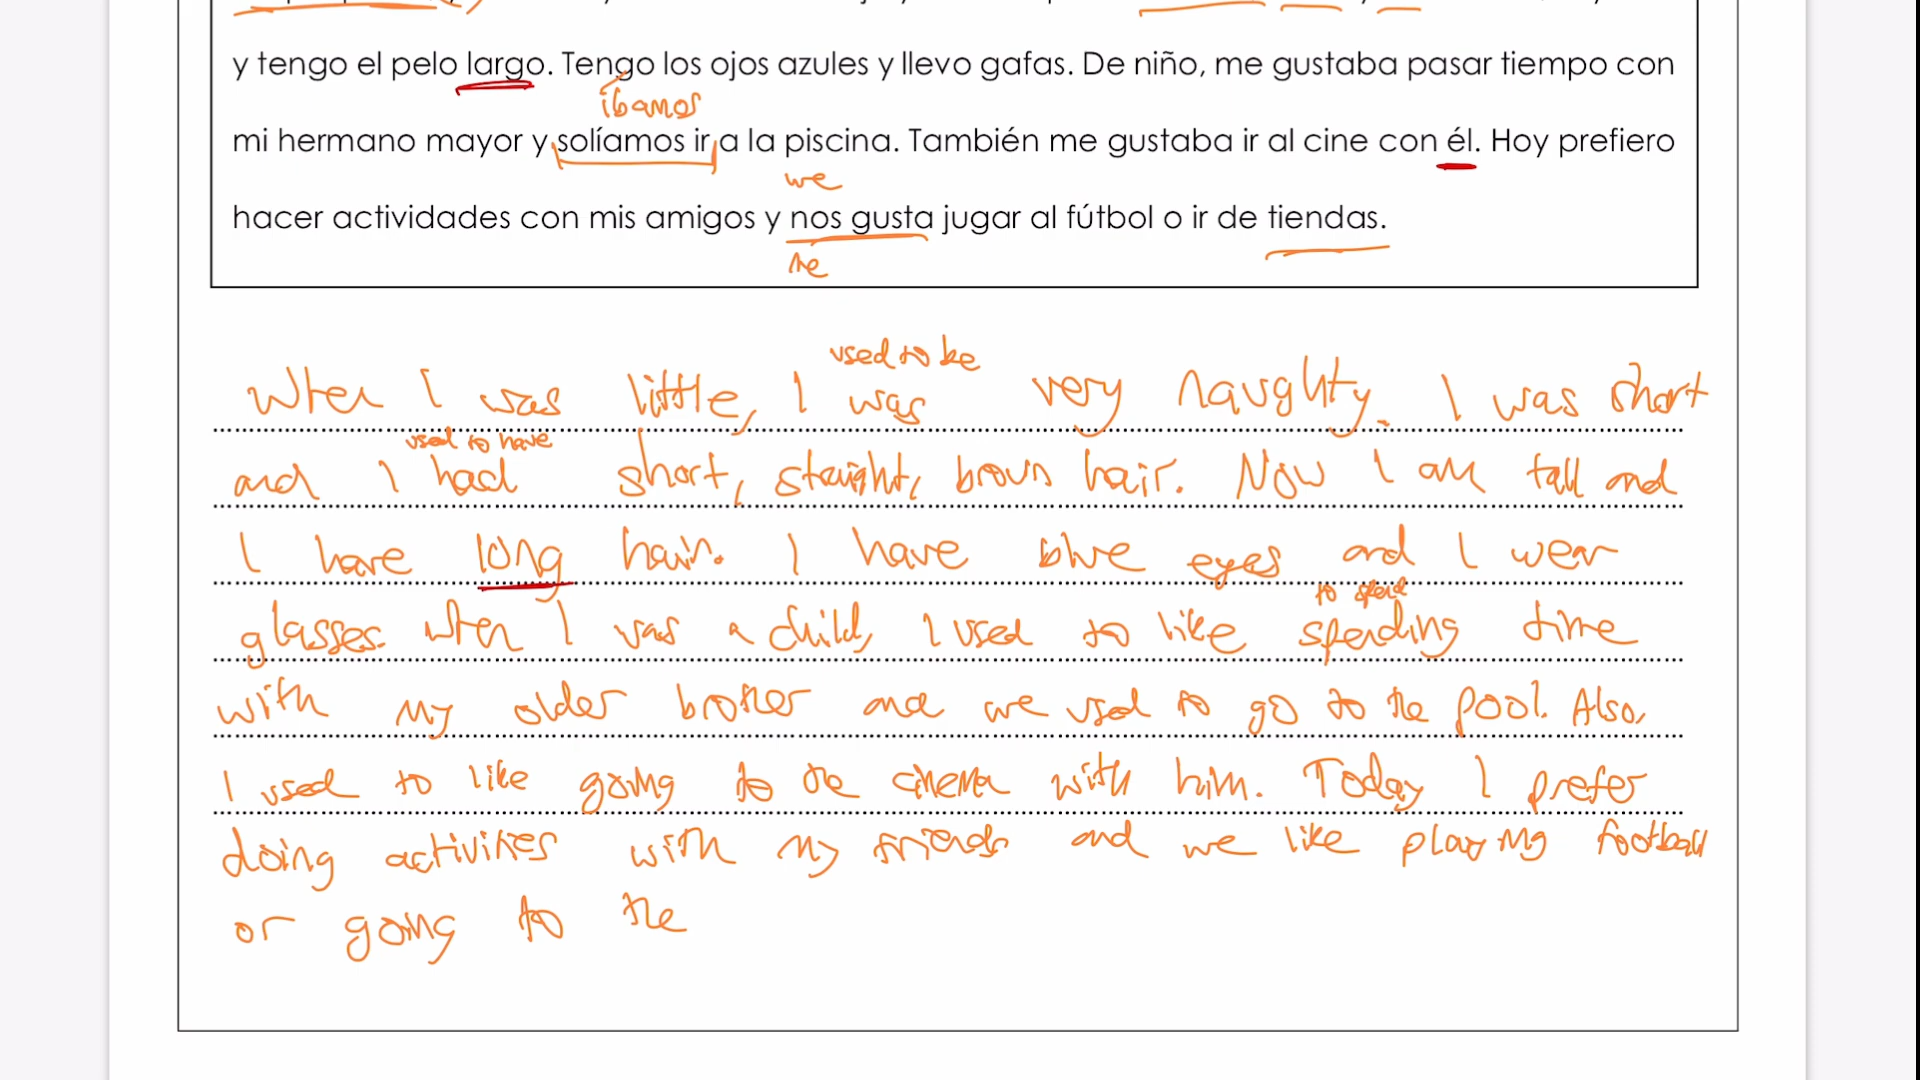 y tengo el pelo largo. Tengo los ojos azules y llevo gafas. De niño, me gustaba pasar tiempo con
íbamos
mi hermano mayor y solíamos ir a la piscina. También me gustaba ir al cine con él. Hoy prefiero
we
hacer actividades con mis amigos y nos gusta jugar al fútbol o ir de tiendas.
me
used to be
When I was little, I was very naughty. I was short
used to have
and I had short, straight, brown hair. Now I am tall and
I have long hair. I have blue eyes and I wear
to spend
glasses. When I was a child, I used to like spending time
with my older brother and we used to go to the pool. Also,
I used to like going to the cinema with him. Today I prefer
doing activities with my friends and we like playing football
or going to the